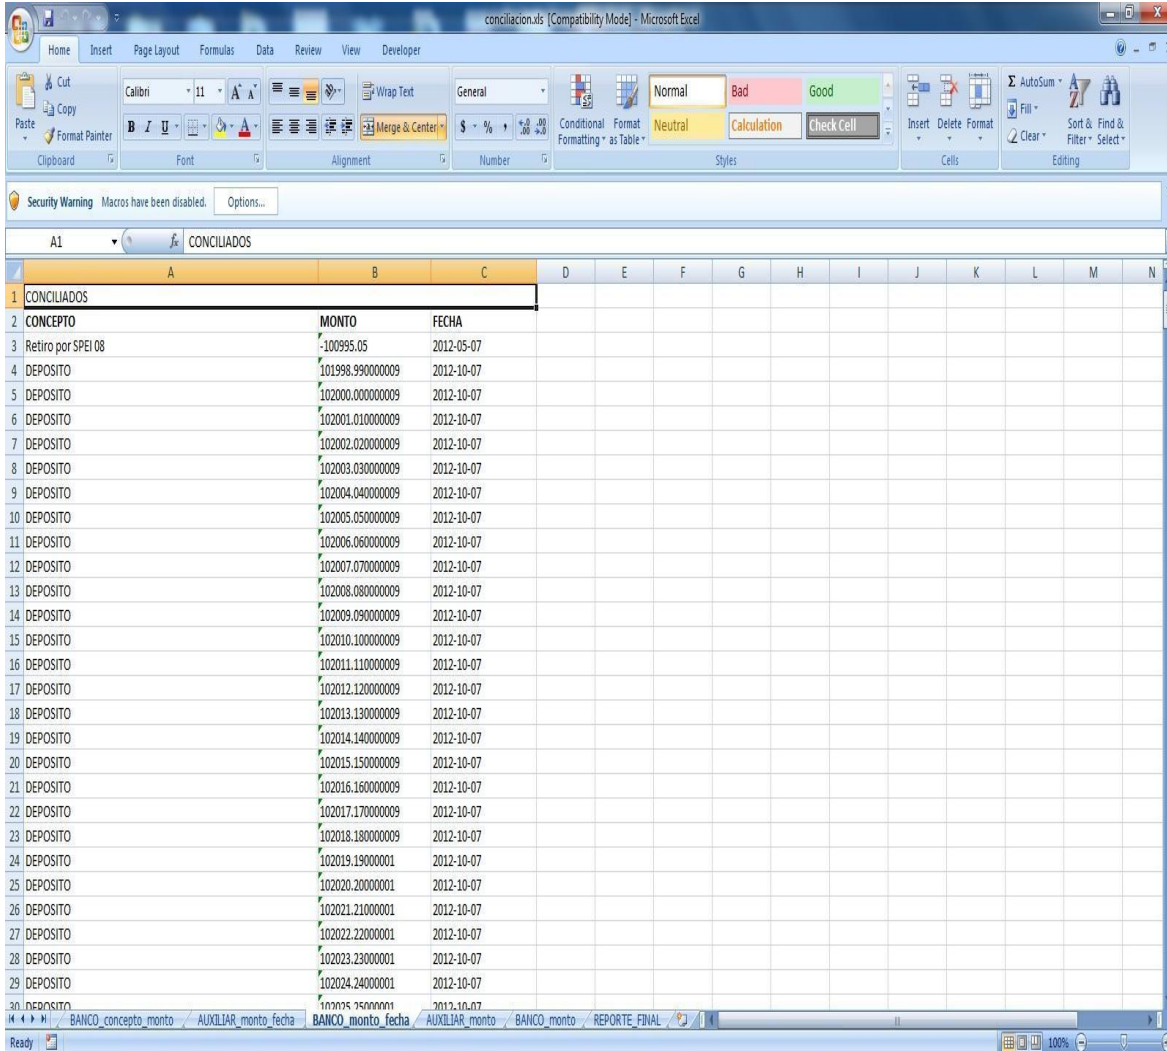 conciliacion.xls [Compatibility Mode] - Microsoft Excel
Home Insert Page Layout Formulas Data Review View Developer
Paste
Cut
Copy
Format Painter
Clipboard
Calibri 11
Font
Wrap Text
Merge & Center
Alignment
General
$ % ,
Number
Conditional Formatting
Format as Table
Normal Bad Good
Neutral Calculation Check Cell
Styles
Insert Delete Format
Cells
Σ AutoSum
Fill
Clear
Sort & Filter
Find & Select
Editing
Security Warning Macros have been disabled. Options...
A1 fx CONCILIADOS
A B C D E F G H I J K L M N
1 CONCILIADOS
2 CONCEPTO MONTO FECHA
3 Retiro por SPEI 08 -100995.05 2012-05-07
4 DEPOSITO 101998.990000009 2012-10-07
5 DEPOSITO 102000.000000009 2012-10-07
6 DEPOSITO 102001.010000009 2012-10-07
7 DEPOSITO 102002.020000009 2012-10-07
8 DEPOSITO 102003.030000009 2012-10-07
9 DEPOSITO 102004.040000009 2012-10-07
10 DEPOSITO 102005.050000009 2012-10-07
11 DEPOSITO 102006.060000009 2012-10-07
12 DEPOSITO 102007.070000009 2012-10-07
13 DEPOSITO 102008.080000009 2012-10-07
14 DEPOSITO 102009.090000009 2012-10-07
15 DEPOSITO 102010.100000009 2012-10-07
16 DEPOSITO 102011.110000009 2012-10-07
17 DEPOSITO 102012.120000009 2012-10-07
18 DEPOSITO 102013.130000009 2012-10-07
19 DEPOSITO 102014.140000009 2012-10-07
20 DEPOSITO 102015.150000009 2012-10-07
21 DEPOSITO 102016.160000009 2012-10-07
22 DEPOSITO 102017.170000009 2012-10-07
23 DEPOSITO 102018.180000009 2012-10-07
24 DEPOSITO 102019.19000001 2012-10-07
25 DEPOSITO 102020.20000001 2012-10-07
26 DEPOSITO 102021.21000001 2012-10-07
27 DEPOSITO 102022.22000001 2012-10-07
28 DEPOSITO 102023.23000001 2012-10-07
29 DEPOSITO 102024.24000001 2012-10-07
30 DEPOSITO 102025.25000001 2012-10-07
BANCO_concepto_monto AUXILIAR_monto_fecha BANCO_monto_fecha AUXILIAR_monto BANCO_monto REPORTE_FINAL
Ready 100%